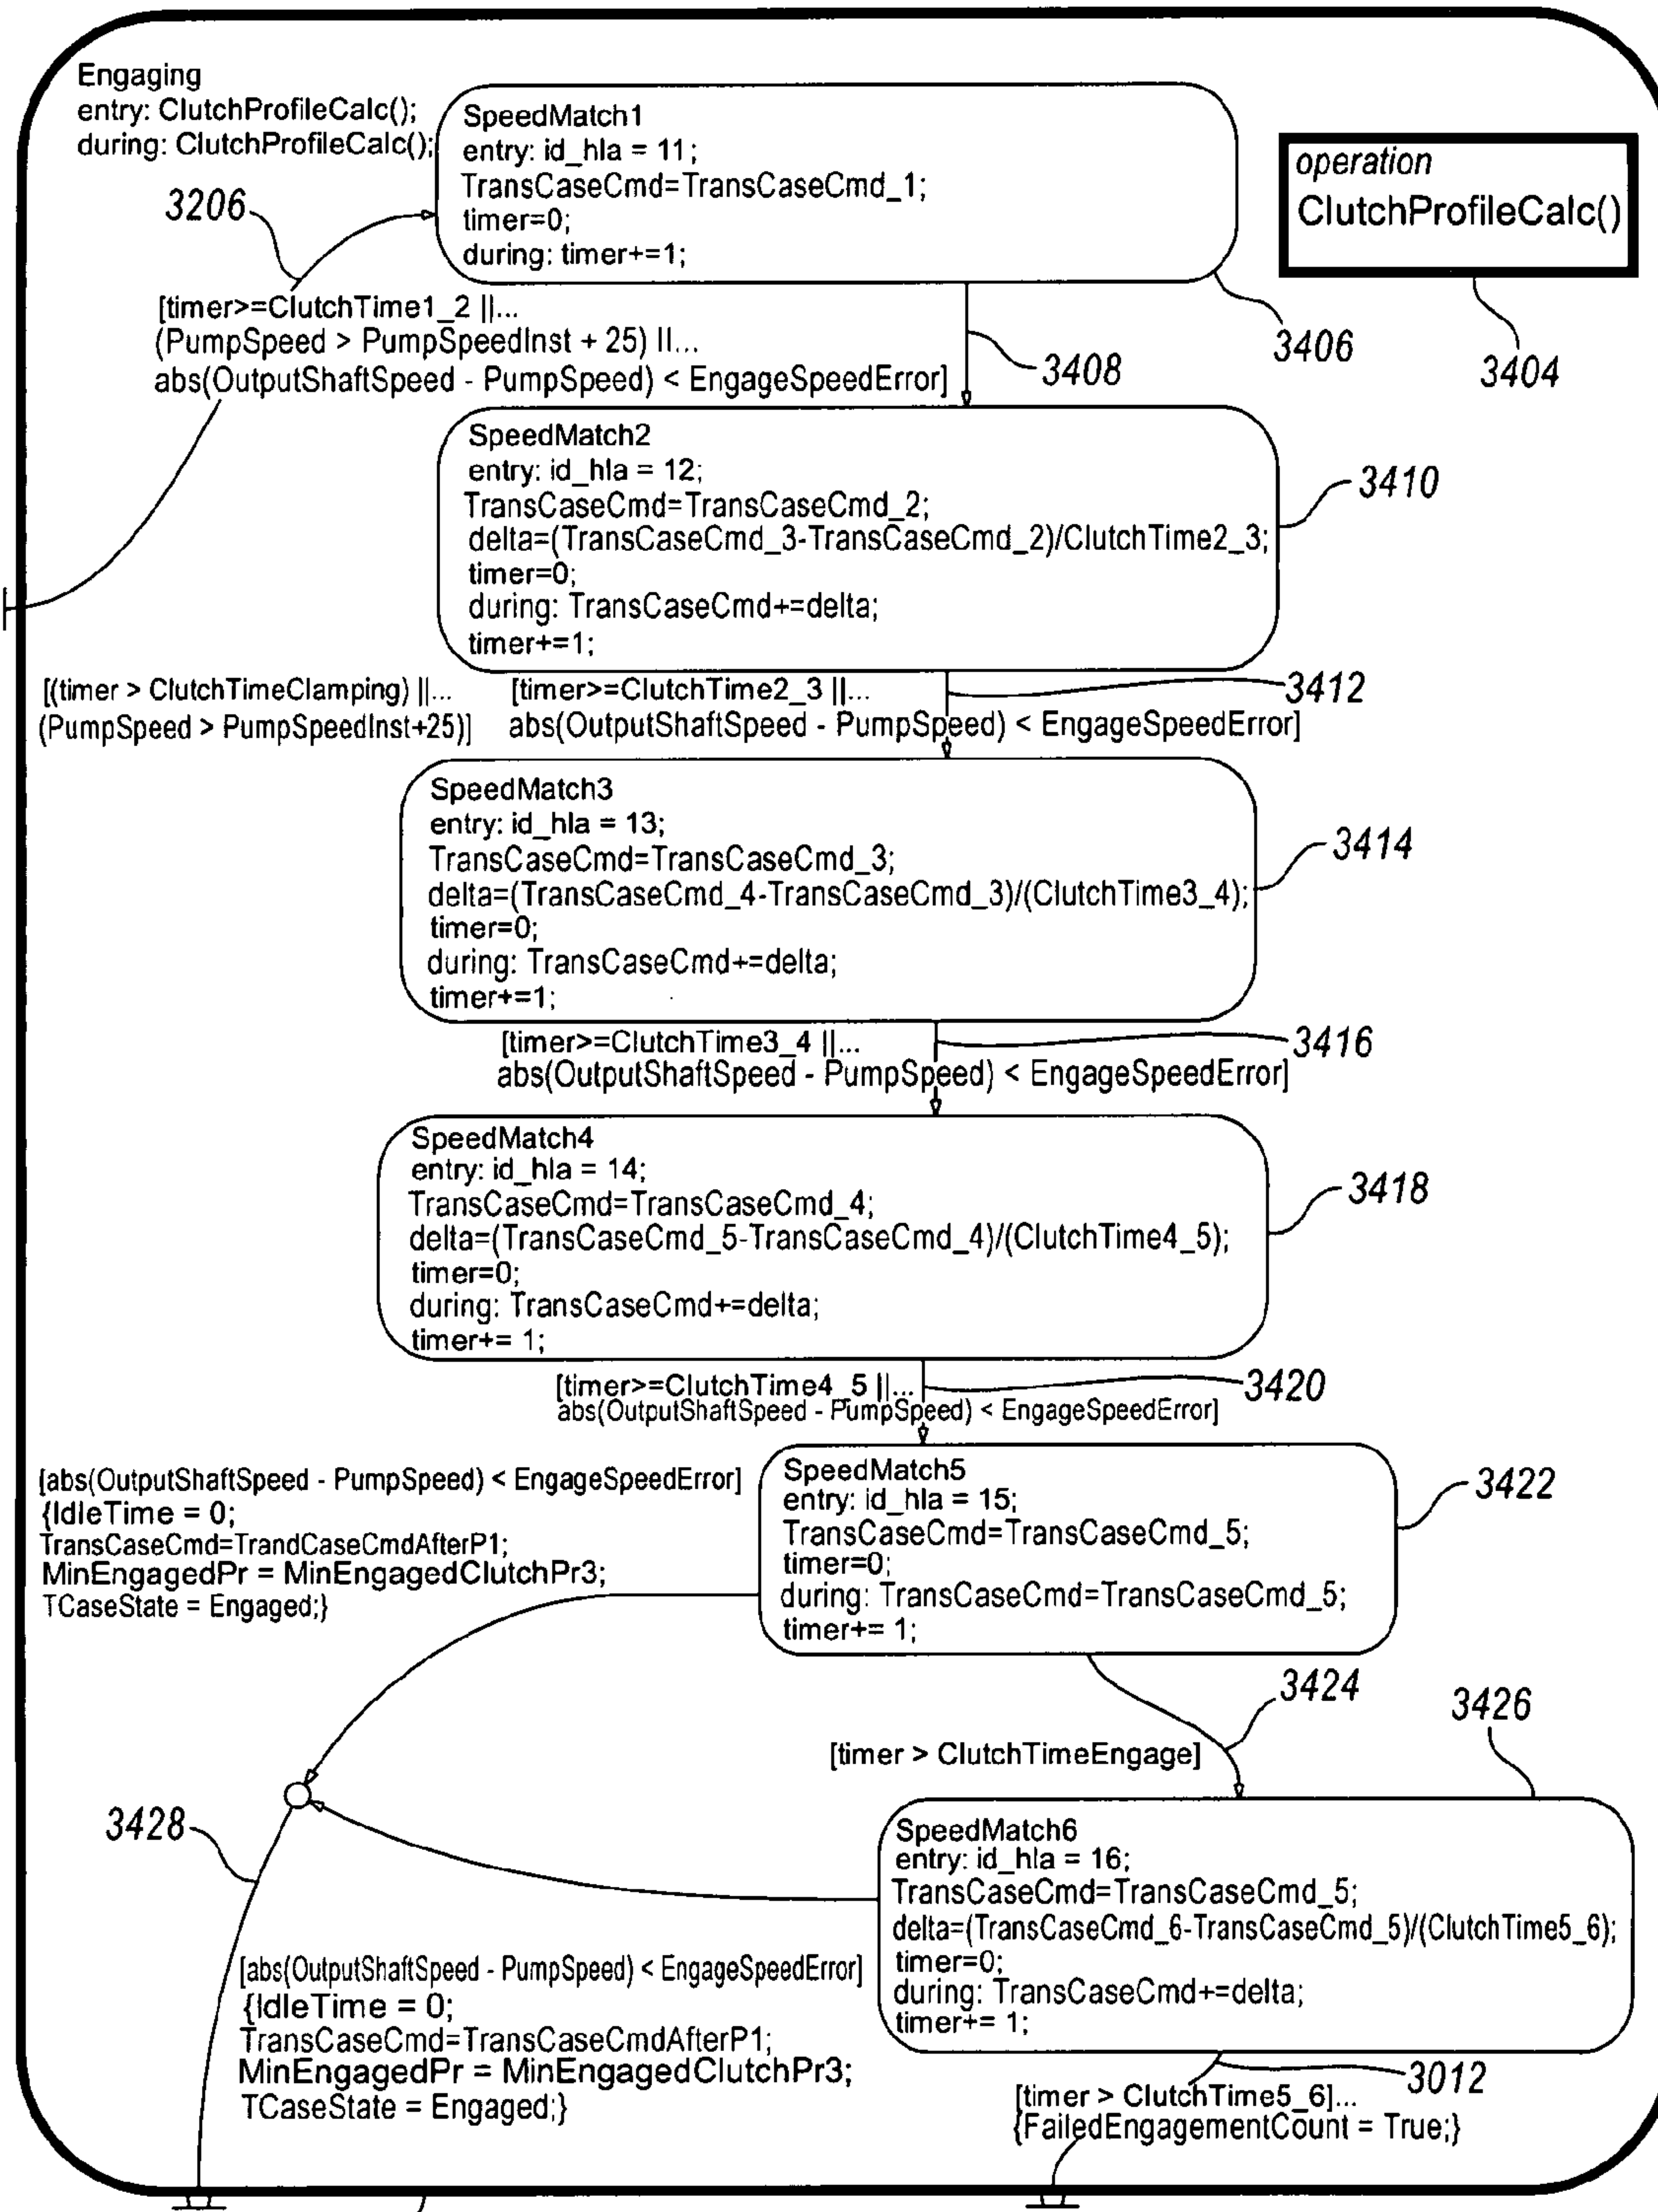 Engaging
entry: ClutchProfileCalc();
during: ClutchProfileCalc();
SpeedMatch1
entry: id_hla = 11;
TransCaseCmd=TransCaseCmd_1;
timer=0;
during: timer+=1;
operation
ClutchProfileCalc()
3206
3406
3404
[timer>=ClutchTime1_2 ||...
(PumpSpeed > PumpSpeedInst + 25) ||...
abs(OutputShaftSpeed - PumpSpeed) < EngageSpeedError]
3408
SpeedMatch2
entry: id_hla = 12;
TransCaseCmd=TransCaseCmd_2;
delta=(TransCaseCmd_3-TransCaseCmd_2)/ClutchTime2_3;
timer=0;
during: TransCaseCmd+=delta;
timer+=1;
3410
[(timer > ClutchTimeClamping) ||...
(PumpSpeed > PumpSpeedInst+25)]
[timer>=ClutchTime2_3 ||...
abs(OutputShaftSpeed - PumpSpeed) < EngageSpeedError]
3412
SpeedMatch3
entry: id_hla = 13;
TransCaseCmd=TransCaseCmd_3;
delta=(TransCaseCmd_4-TransCaseCmd_3)/(ClutchTime3_4);
timer=0;
during: TransCaseCmd+=delta;
timer+=1;
3414
[timer>=ClutchTime3_4 ||...
abs(OutputShaftSpeed - PumpSpeed) < EngageSpeedError]
3416
SpeedMatch4
entry: id_hla = 14;
TransCaseCmd=TransCaseCmd_4;
delta=(TransCaseCmd_5-TransCaseCmd_4)/(ClutchTime4_5);
timer=0;
during: TransCaseCmd+=delta;
timer+= 1;
3418
[timer>=ClutchTime4_5 ||...
abs(OutputShaftSpeed - PumpSpeed) < EngageSpeedError]
3420
[abs(OutputShaftSpeed - PumpSpeed) < EngageSpeedError]
{IdleTime = 0;
TransCaseCmd=TrandCaseCmdAfterP1;
MinEngagedPr = MinEngagedClutchPr3;
TCaseState = Engaged;}
SpeedMatch5
entry: id_hla = 15;
TransCaseCmd=TransCaseCmd_5;
timer=0;
during: TransCaseCmd=TransCaseCmd_5;
timer+= 1;
3422
3424
3426
[timer > ClutchTimeEngage]
3428
SpeedMatch6
entry: id_hla = 16;
TransCaseCmd=TransCaseCmd_5;
delta=(TransCaseCmd_6-TransCaseCmd_5)/(ClutchTime5_6);
timer=0;
during: TransCaseCmd+=delta;
timer+= 1;
[abs(OutputShaftSpeed - PumpSpeed) < EngageSpeedError]
{IdleTime = 0;
TransCaseCmd=TransCaseCmdAfterP1;
MinEngagedPr = MinEngagedClutchPr3;
TCaseState = Engaged;}
3012
[timer > ClutchTime5_6]...
{FailedEngagementCount = True;}